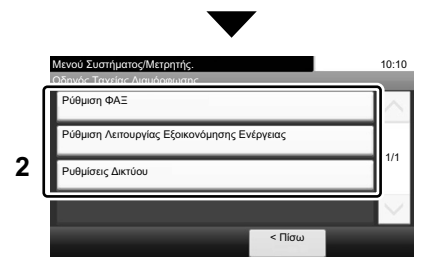 Μενού Συστήματος/Μετρητής.
10:10
Οδηγός Ταχείας Διαμόρφωσης
Ρύθμιση ΦΑΞ
Ρύθμιση Λειτουργίας Εξοικονόμησης Ενέργειας
1/1
2
Ρυθμίσεις Δικτύου
< Πίσω